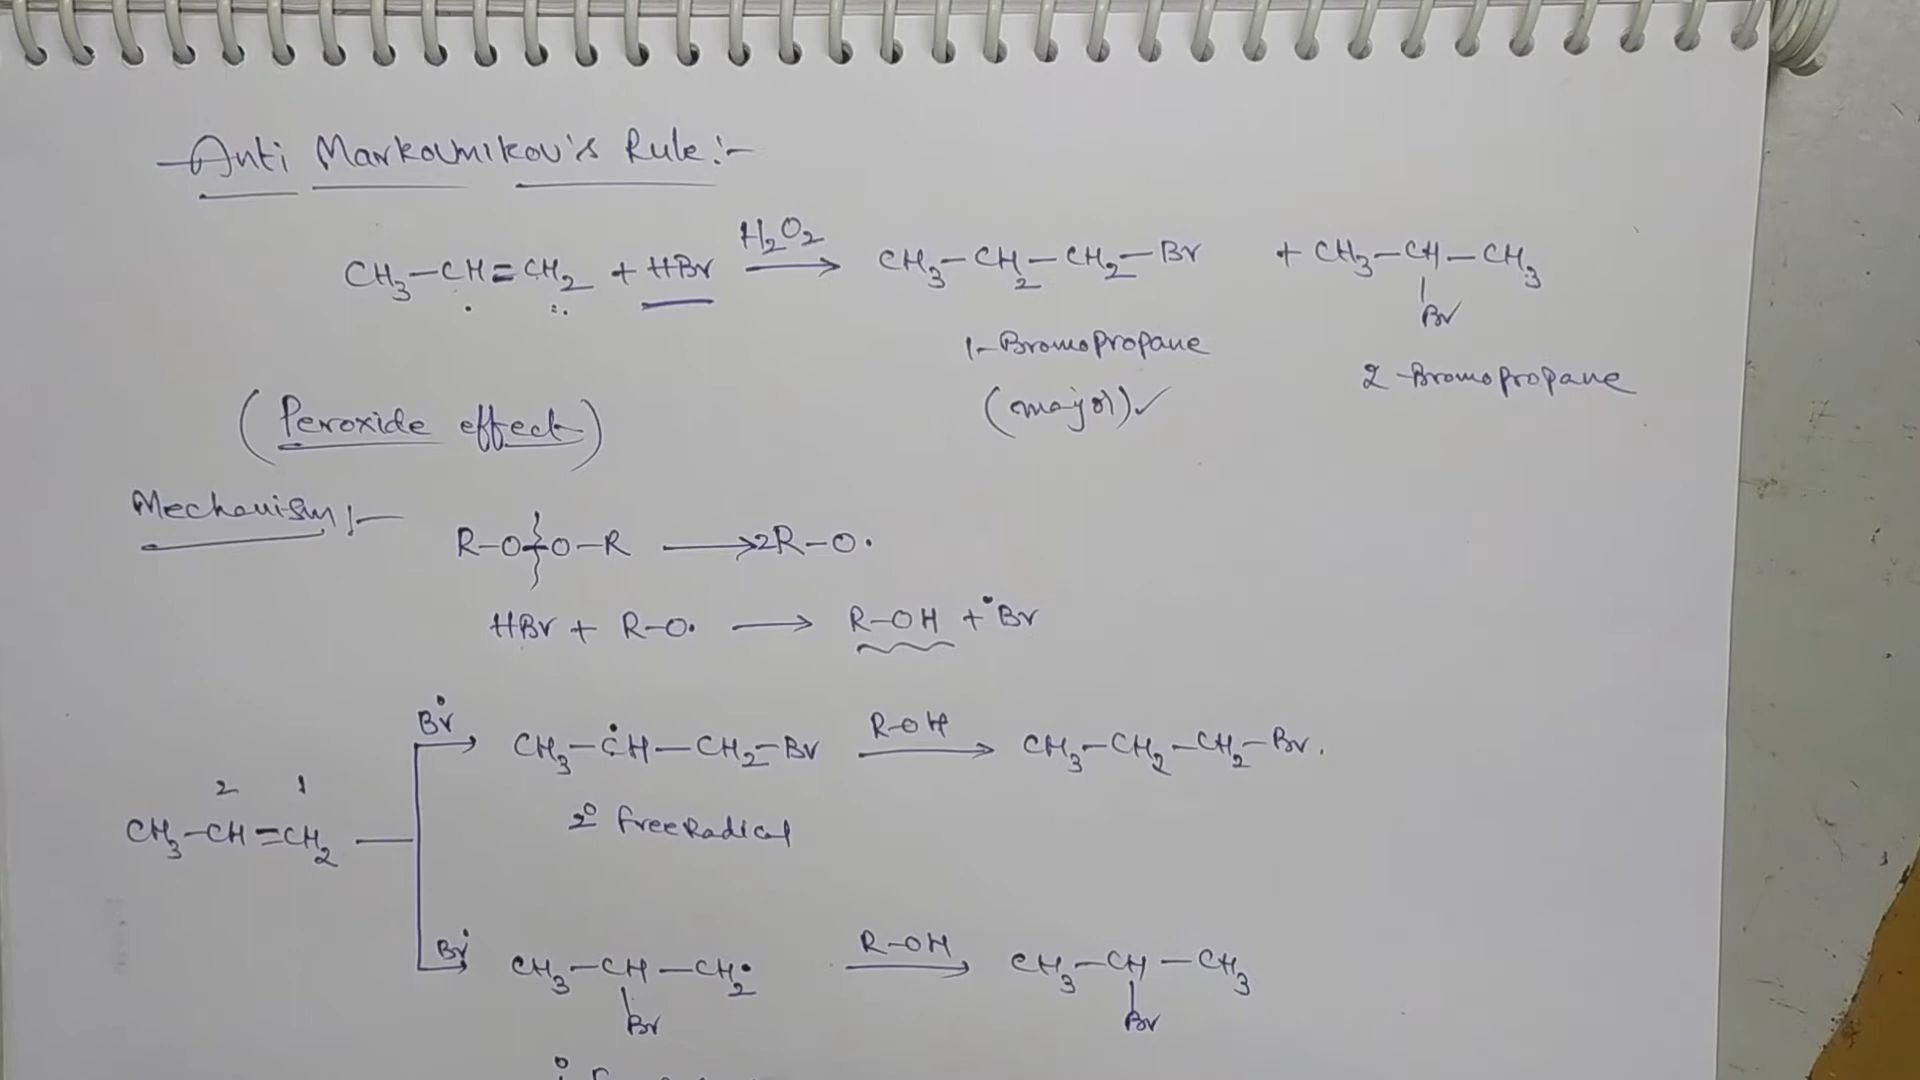 Anti Markovnikov's Rule:-
CH₃-CH=CH₂ + HBr H₂O₂→ CH₃-CH₂-CH₂-Br + CH₃-CH-CH₃
Br
1-Bromopropane
2-Bromopropane
(major)✓
(Peroxide effect)
Mechanism:-
R-O-O-R → 2R-O•
HBr + R-O• → R-OH + •Br
Br• CH₃-ĊH-CH₂-Br R-OH→ CH₃-CH₂-CH₂-Br.
2 1
2° free Radical
CH₃-CH=CH₂
Br• CH₃-CH-CH₂• R-OH→ CH₃-CH-CH₃
Br Br